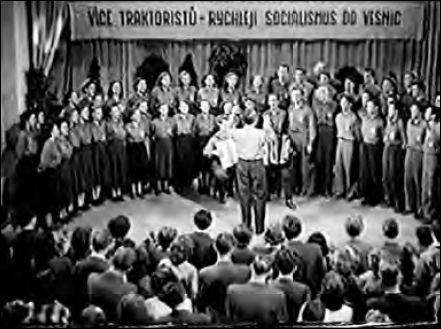 VÍCE TRAKTORISTŮ - RYCHLEJI SOCIALISMUS DO VESNIC